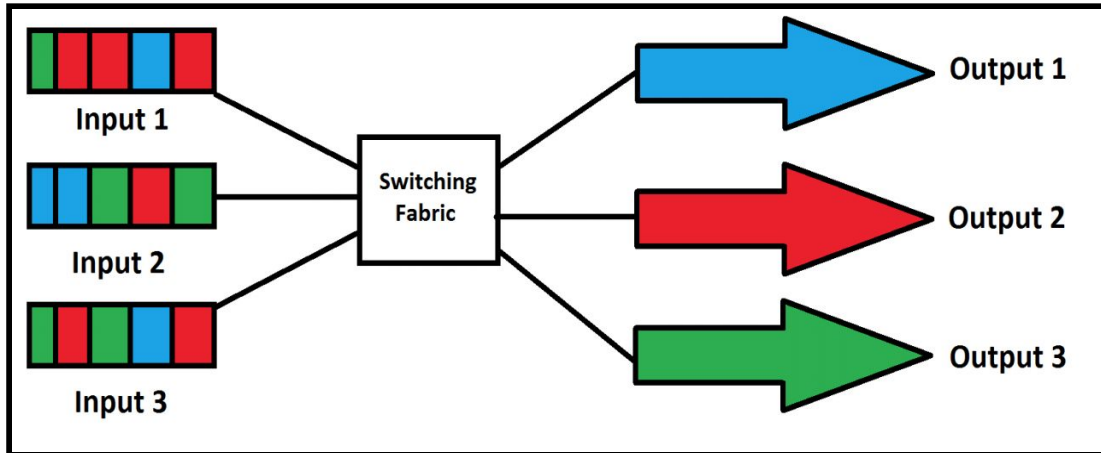 Input 1
Input 2
Input 3
Switching
Fabric
Output 1
Output 2
Output 3